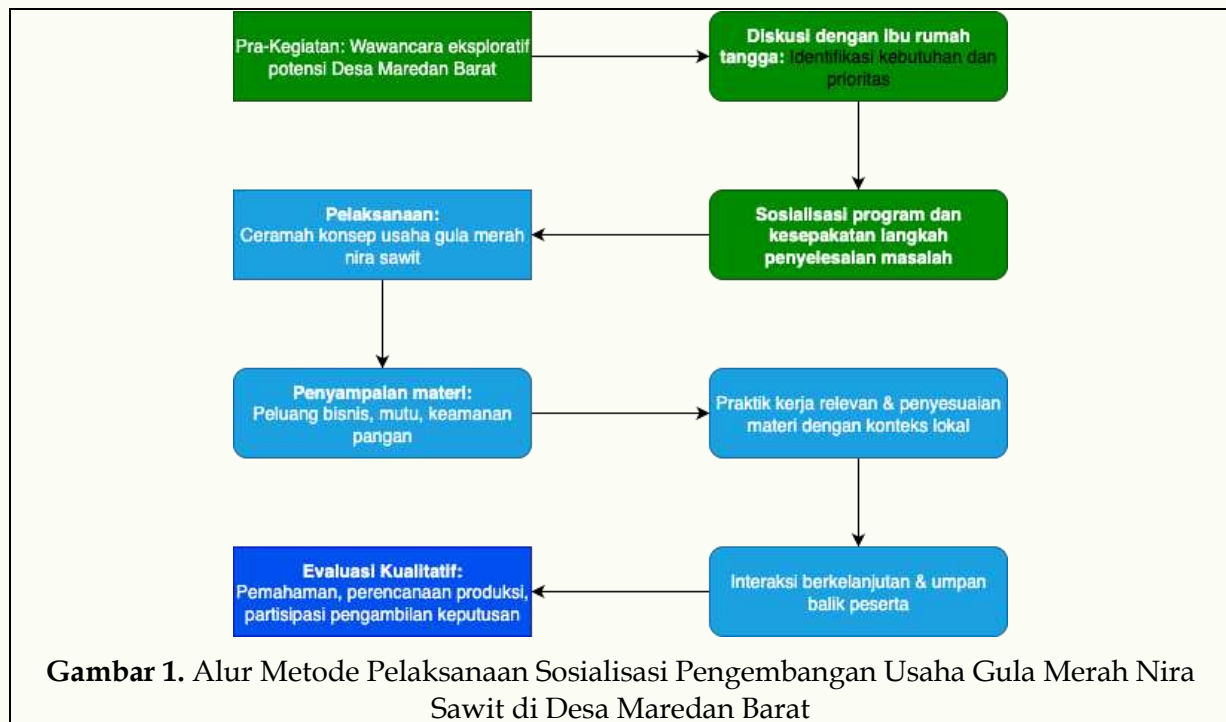 Pra-Kegiatan: Wawancara eksploratif
potensi Desa Maredan Barat
Diskusi dengan ibu rumah
tangga: Identifikasi kebutuhan dan
prioritas
Sosialisasi program dan
kesepakatan langkah
penyelesaian masalah
Pelaksanaan:
Ceramah konsep usaha gula merah
nira sawit
Penyampaian materi:
Peluang bisnis, mutu, keamanan
pangan
Praktik kerja relevan & penyesuaian
materi dengan konteks lokal
Interaksi berkelanjutan & umpan
balik peserta
Evaluasi Kualitatif:
Pemahaman, perencanaan produksi,
partisipasi pengambilan keputusan
Gambar 1. Alur Metode Pelaksanaan Sosialisasi Pengembangan Usaha Gula Merah Nira
Sawit di Desa Maredan Barat